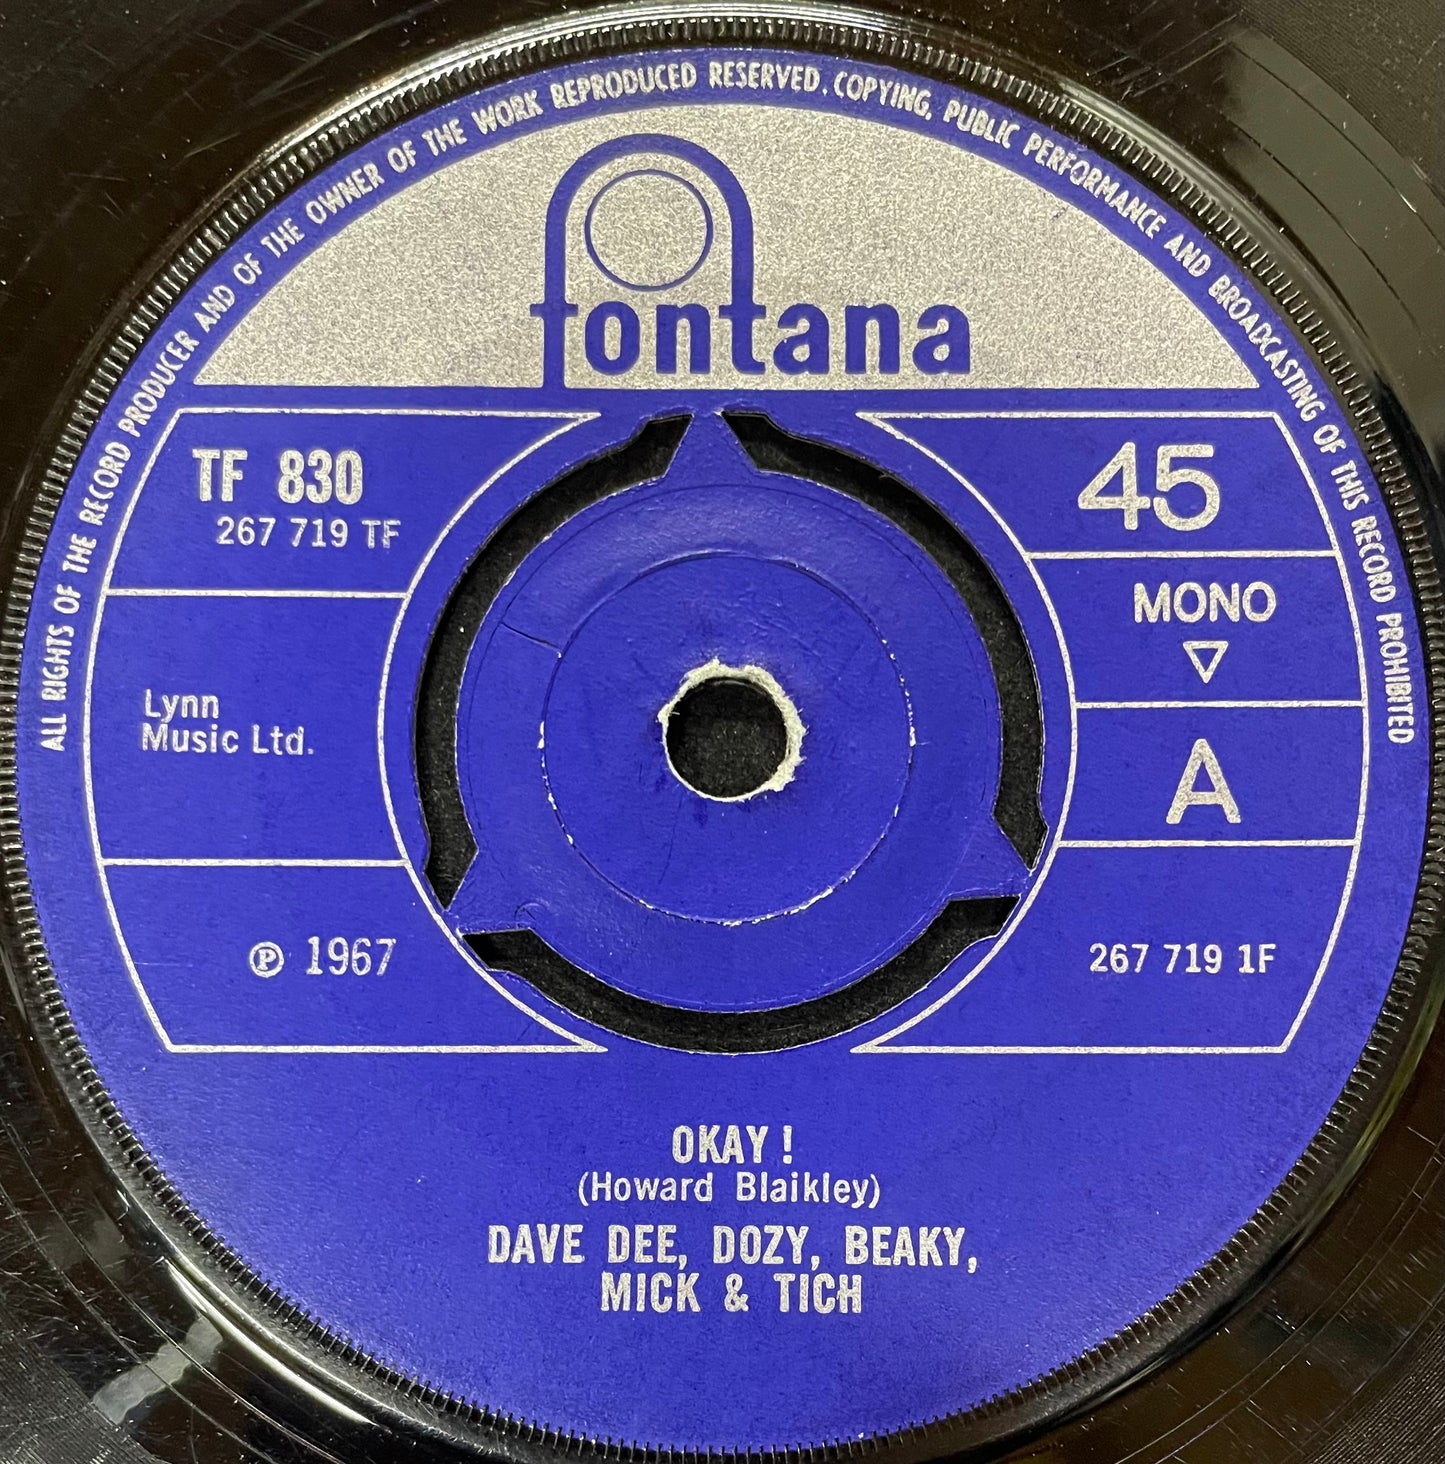 ALL RIGHTS OF THE RECORD PRODUCER AND OF THE OWNER OF THE WORK REPRODUCED RESERVED. COPYING, PUBLIC PERFORMANCE AND BROADCASTING OF THIS RECORD PROHIBITED
fontana
TF 830
267 719 TF
Lynn
Music Ltd.
℗ 1967
45
MONO
▽
A
267 719 1F
OKAY !
(Howard Blaikley)
DAVE DEE, DOZY, BEAKY,
MICK & TICH